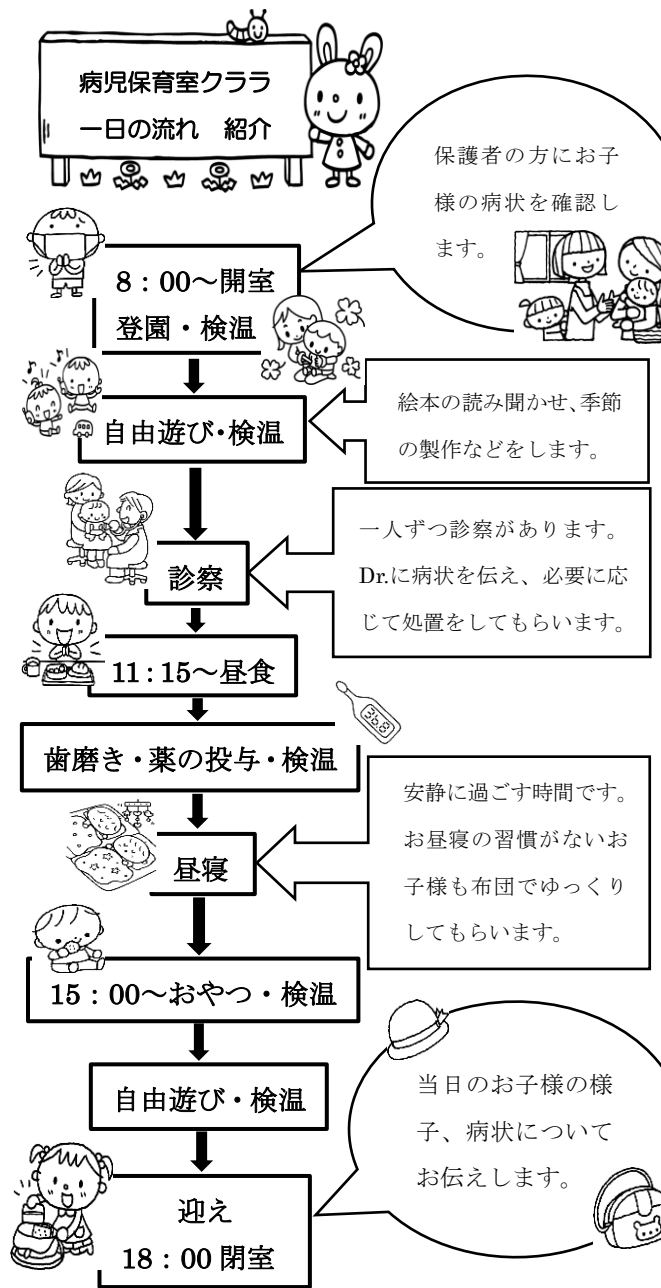 病児保育室クララ
一日の流れ　紹介
保護者の方にお子
様の病状を確認し
ます。
8：00～開室
登園・検温
自由遊び・検温
絵本の読み聞かせ、季節
の製作などをします。
一人ずつ診察があります。
Dr.に病状を伝え、必要に応
じて処置をしてもらいます。
診察
11：15～昼食
36.8
歯磨き・薬の投与・検温
安静に過ごす時間です。
お昼寝の習慣がないお
子様も布団でゆっくり
してもらいます。
昼寝
15：00～おやつ・検温
自由遊び・検温
当日のお子様の様
子、病状について
お伝えします。
迎え
18：00 閉室